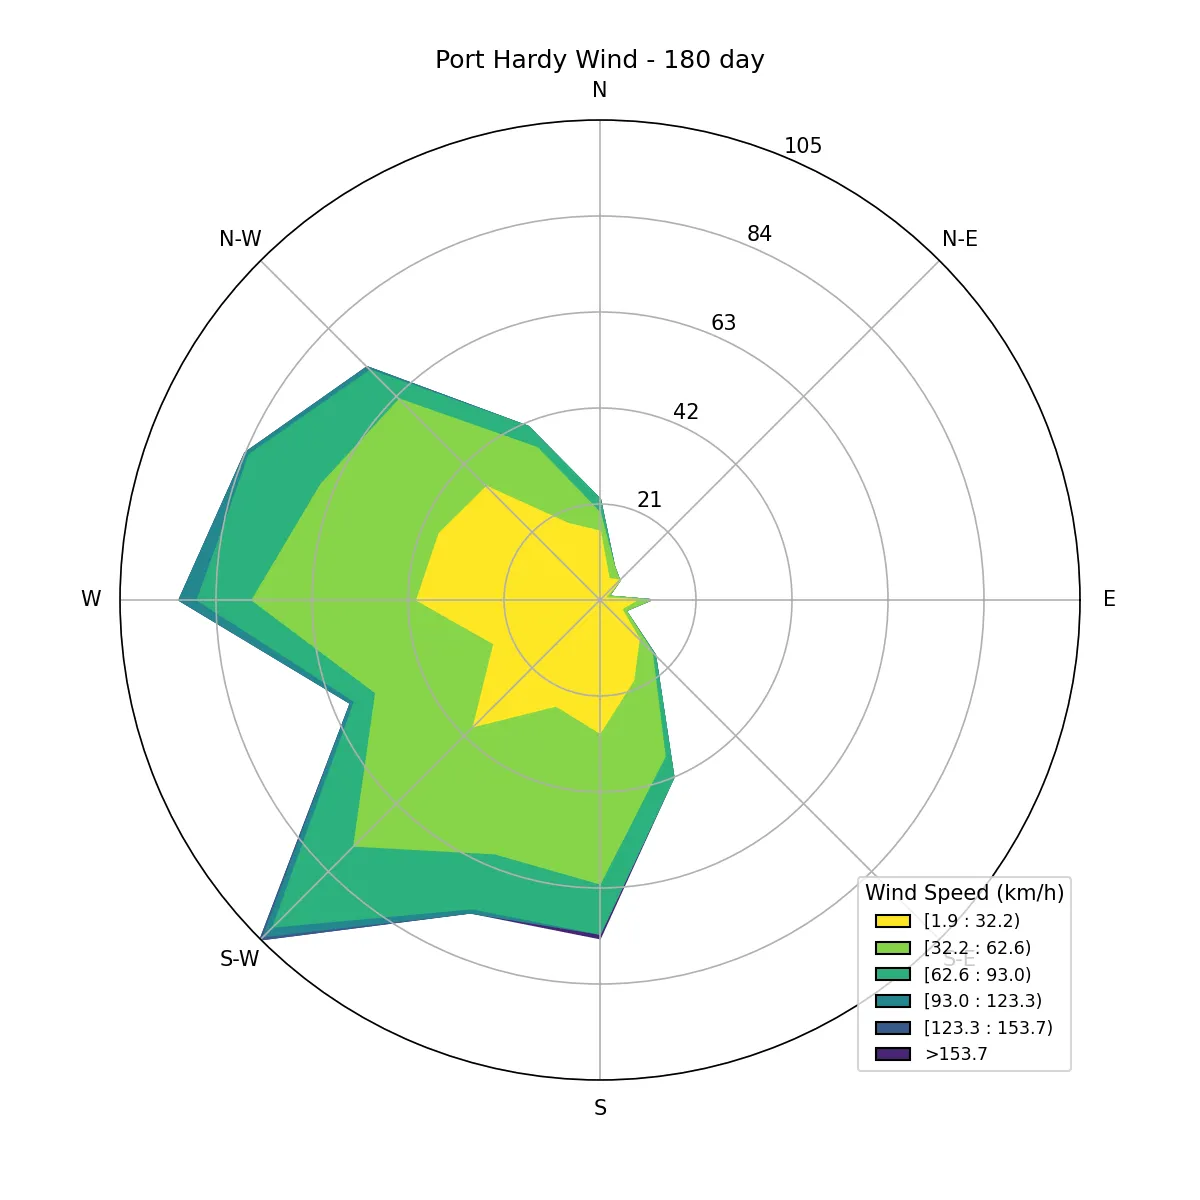 Port Hardy Wind - 180 day
N
105
N-W
84
N-E
63
42
21
W
E
S-W
S-E
S
Wind Speed (km/h)
[1.9 : 32.2)
[32.2 : 62.6)
[62.6 : 93.0)
[93.0 : 123.3)
[123.3 : 153.7)
>153.7